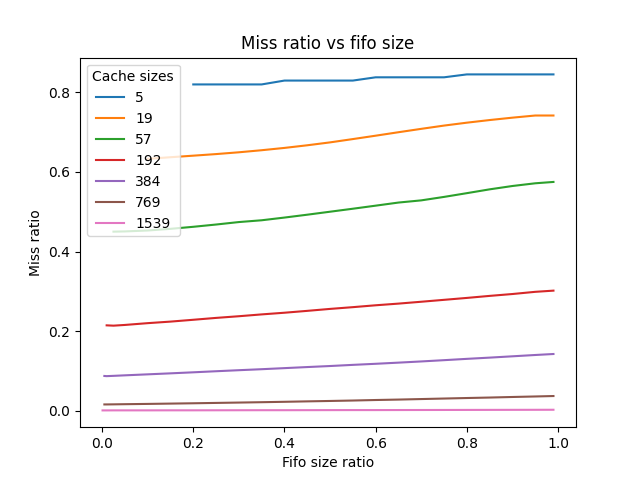 Miss ratio vs fifo size
Cache sizes
5
19
57
192
384
769
1539
Miss ratio
0.8
0.6
0.4
0.2
0.0
0.0 0.2 0.4 0.6 0.8 1.0
Fifo size ratio